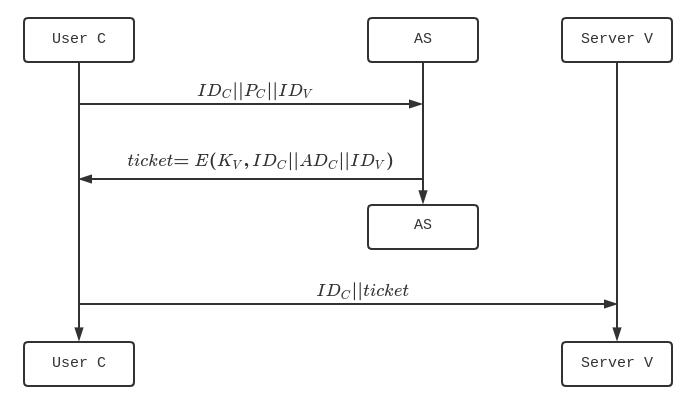 User C AS Server V
ID_C||P_C||ID_V
ticket= E(K_V, ID_C||AD_C||ID_V)
AS
ID_C||ticket
User C Server V